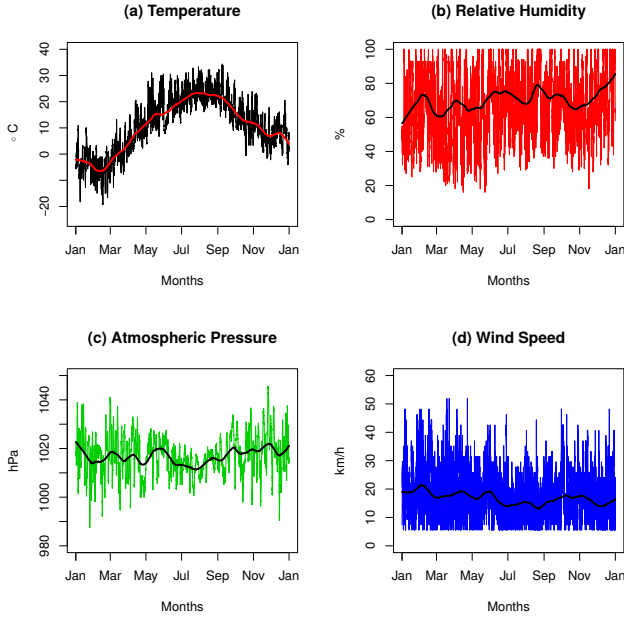 (a) Temperature
° C
40
30
20
10
0
−20
Jan Mar May Jul Sep Nov Jan
Months
(b) Relative Humidity
%
100
80
60
40
20
0
Jan Mar May Jul Sep Nov Jan
Months
(c) Atmospheric Pressure
hPa
1040
1020
1000
980
Jan Mar May Jul Sep Nov Jan
Months
(d) Wind Speed
km/h
60
50
40
30
20
10
0
Jan Mar May Jul Sep Nov Jan
Months